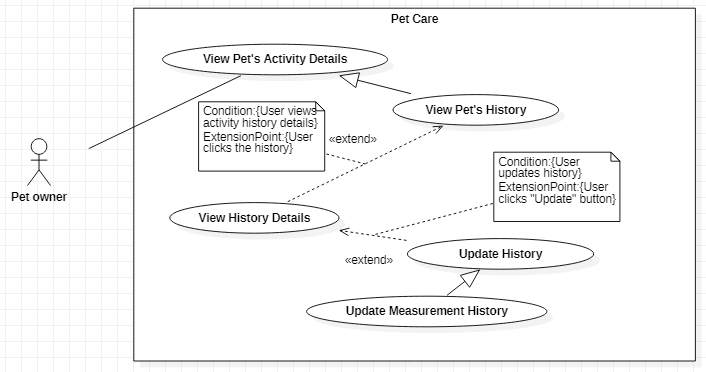 Pet Care
View Pet's Activity Details
View Pet's History
Condition:{User views
activity history details}
ExtensionPoint:{User
clicks the history}
«extend»
Pet owner
Condition:{User
updates history}
ExtensionPoint:{User
clicks "Update" button}
View History Details
«extend»
Update History
Update Measurement History